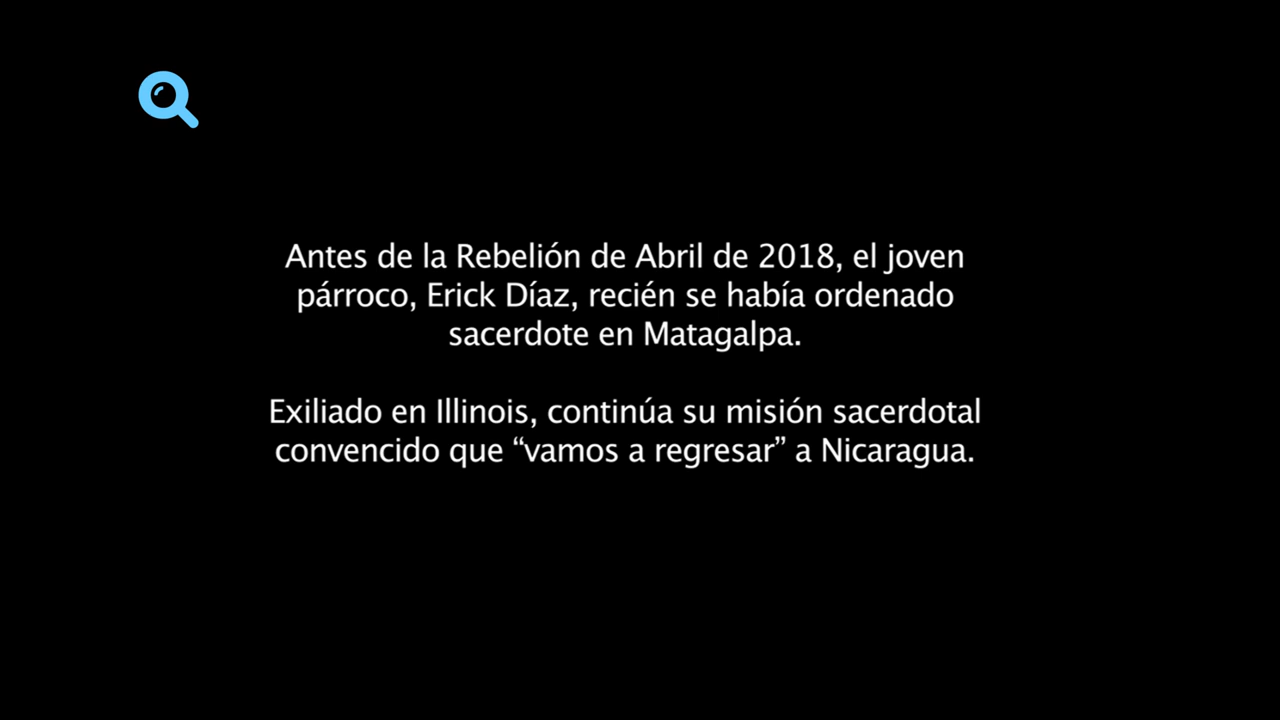 Antes de la Rebelión de Abril de 2018, el joven
párroco, Erick Díaz, recién se había ordenado
sacerdote en Matagalpa.
Exiliado en Illinois, continúa su misión sacerdotal
convencido que “vamos a regresar” a Nicaragua.